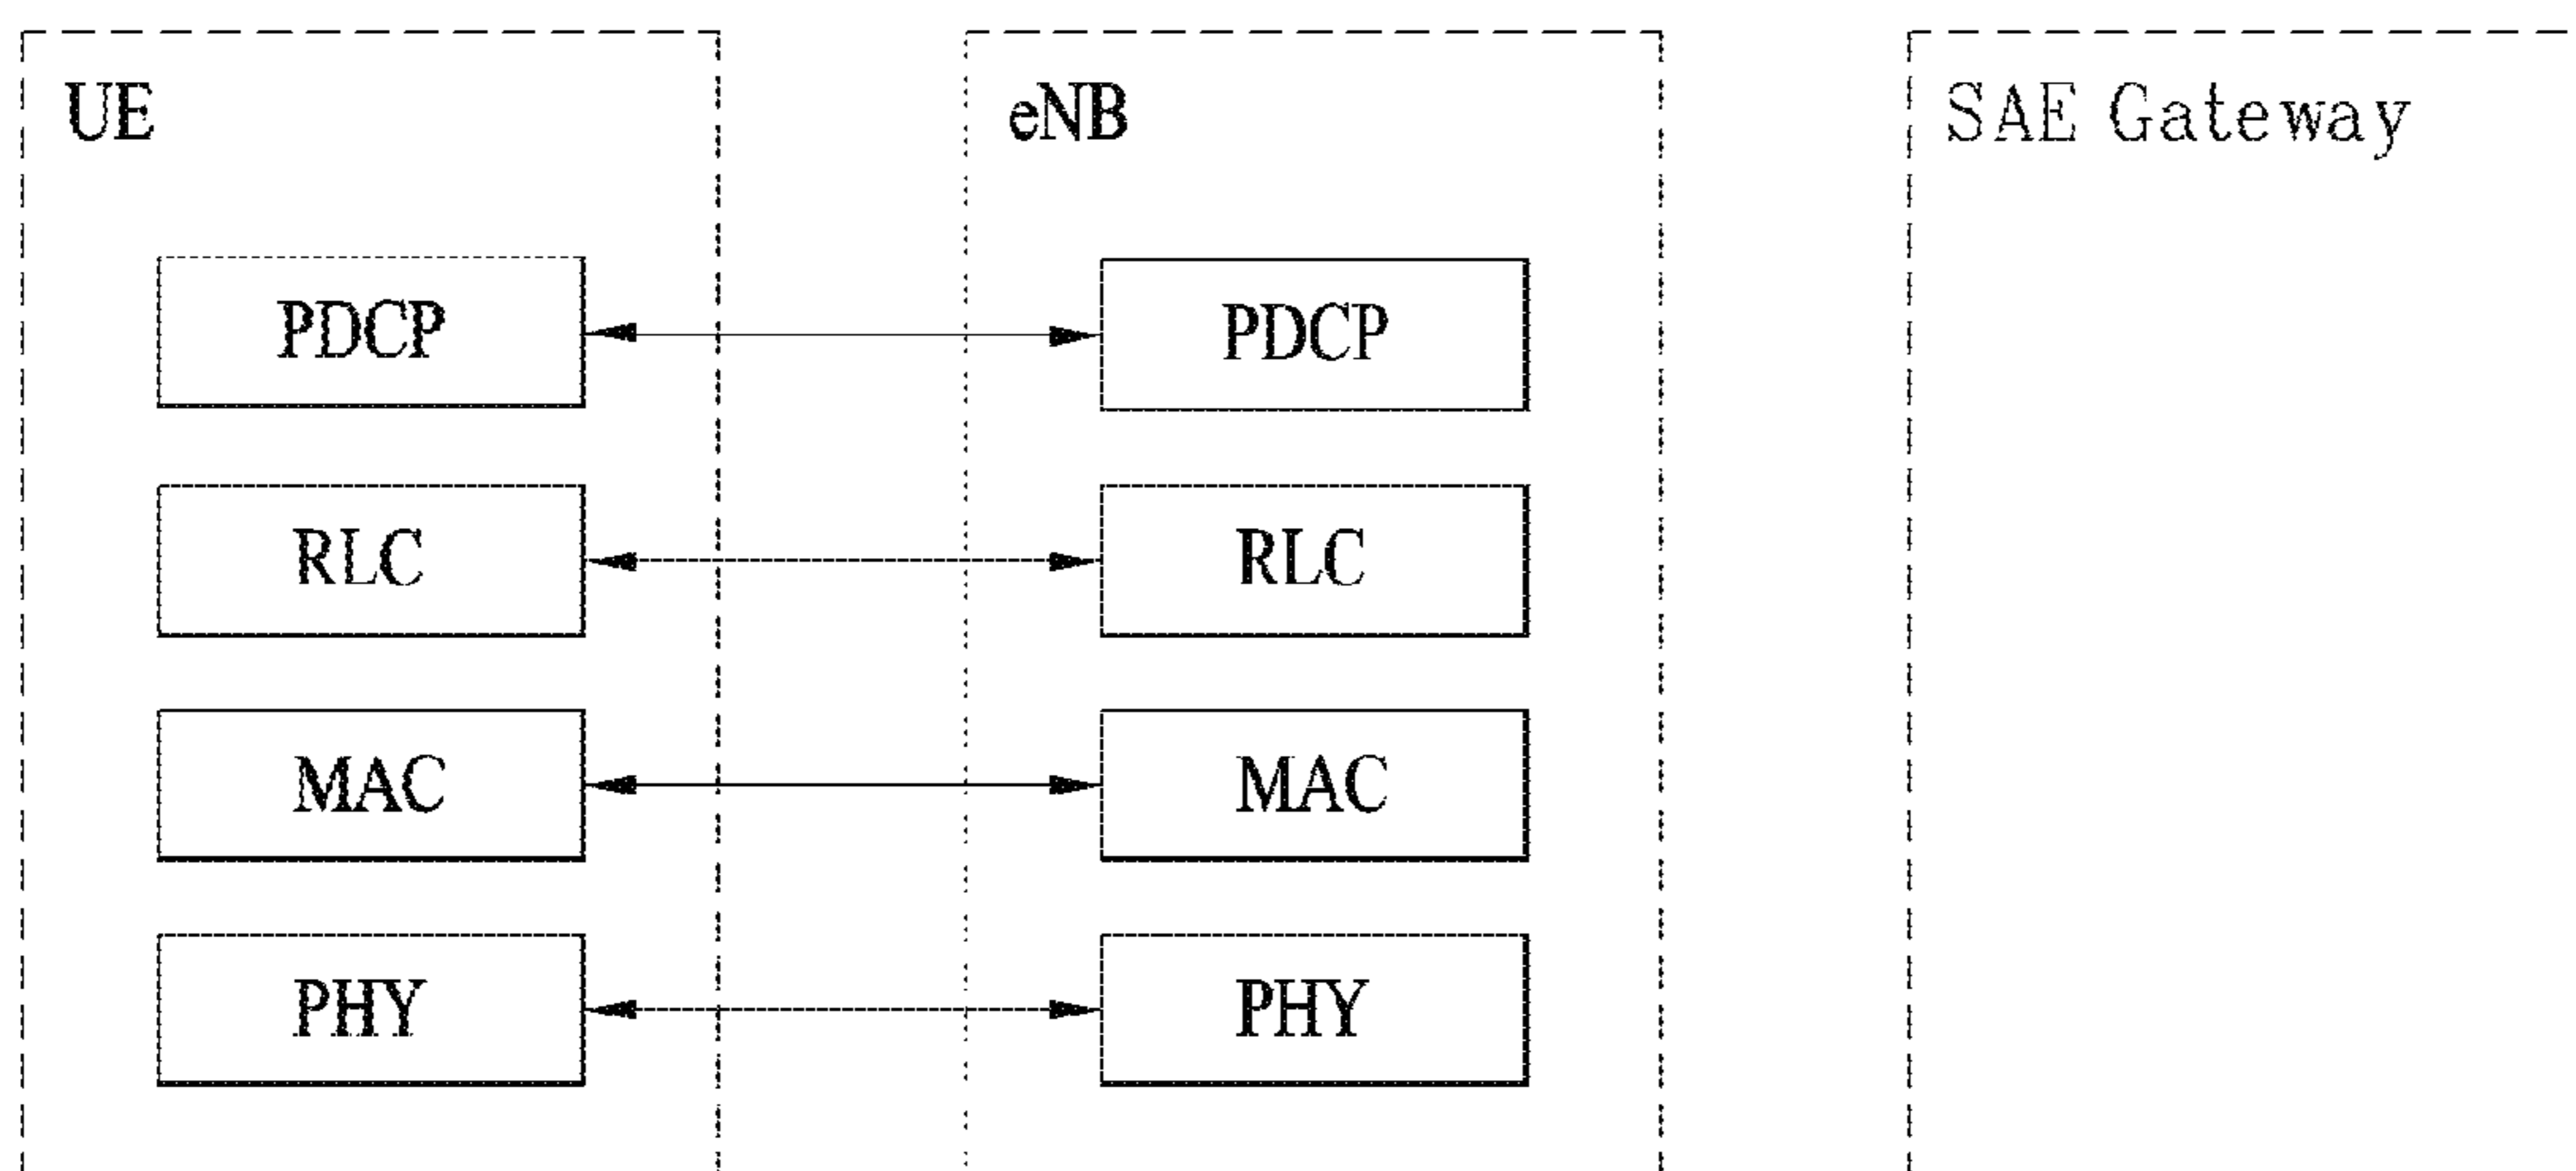 UE
eNB
SAE Gateway
PDCP
PDCP
RLC
RLC
MAC
MAC
PHY
PHY